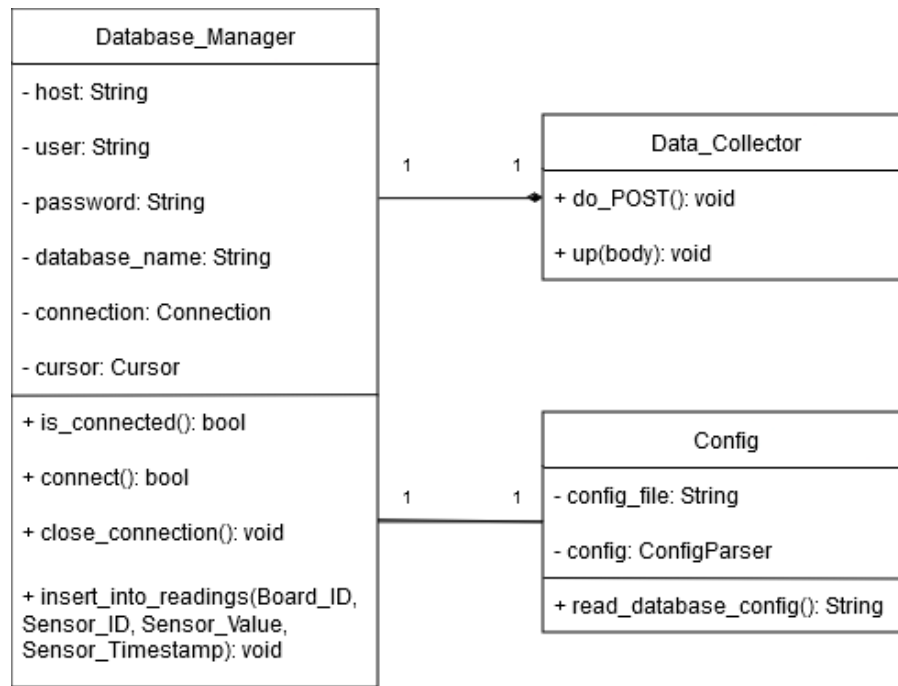 Database_Manager
- host: String
- user: String
- password: String
- database_name: String
- connection: Connection
- cursor: Cursor
+ is_connected(): bool
+ connect(): bool
+ close_connection(): void
+ insert_into_readings(Board_ID,
Sensor_ID, Sensor_Value,
Sensor_Timestamp): void
1
1
Data_Collector
+ do_POST(): void
+ up(body): void
1
1
Config
- config_file: String
- config: ConfigParser
+ read_database_config(): String